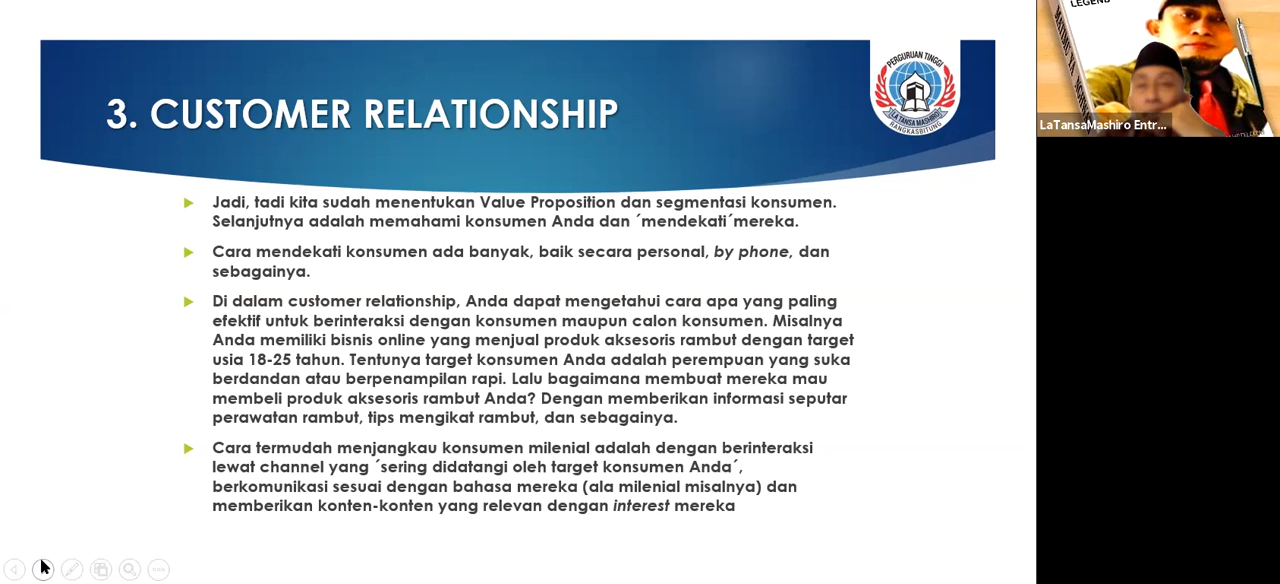 3. CUSTOMER RELATIONSHIP
PERGURUAN TINGGI
LA TANSA MASHIRO
RANGKASBITUNG
Jadi, tadi kita sudah menentukan Value Proposition dan segmentasi konsumen.
Selanjutnya adalah memahami konsumen Anda dan ´mendekati´mereka.
Cara mendekati konsumen ada banyak, baik secara personal, by phone, dan
sebagainya.
Di dalam customer relationship, Anda dapat mengetahui cara apa yang paling
efektif untuk berinteraksi dengan konsumen maupun calon konsumen. Misalnya
Anda memiliki bisnis online yang menjual produk aksesoris rambut dengan target
usia 18-25 tahun. Tentunya target konsumen Anda adalah perempuan yang suka
berdandan atau berpenampilan rapi. Lalu bagaimana membuat mereka mau
membeli produk aksesoris rambut Anda? Dengan memberikan informasi seputar
perawatan rambut, tips mengikat rambut, dan sebagainya.
Cara termudah menjangkau konsumen milenial adalah dengan berinteraksi
lewat channel yang ´sering didatangi oleh target konsumen Anda´,
berkomunikasi sesuai dengan bahasa mereka (ala milenial misalnya) dan
memberikan konten-konten yang relevan dengan interest mereka
LEGEND
LaTansaMashiro Entr...